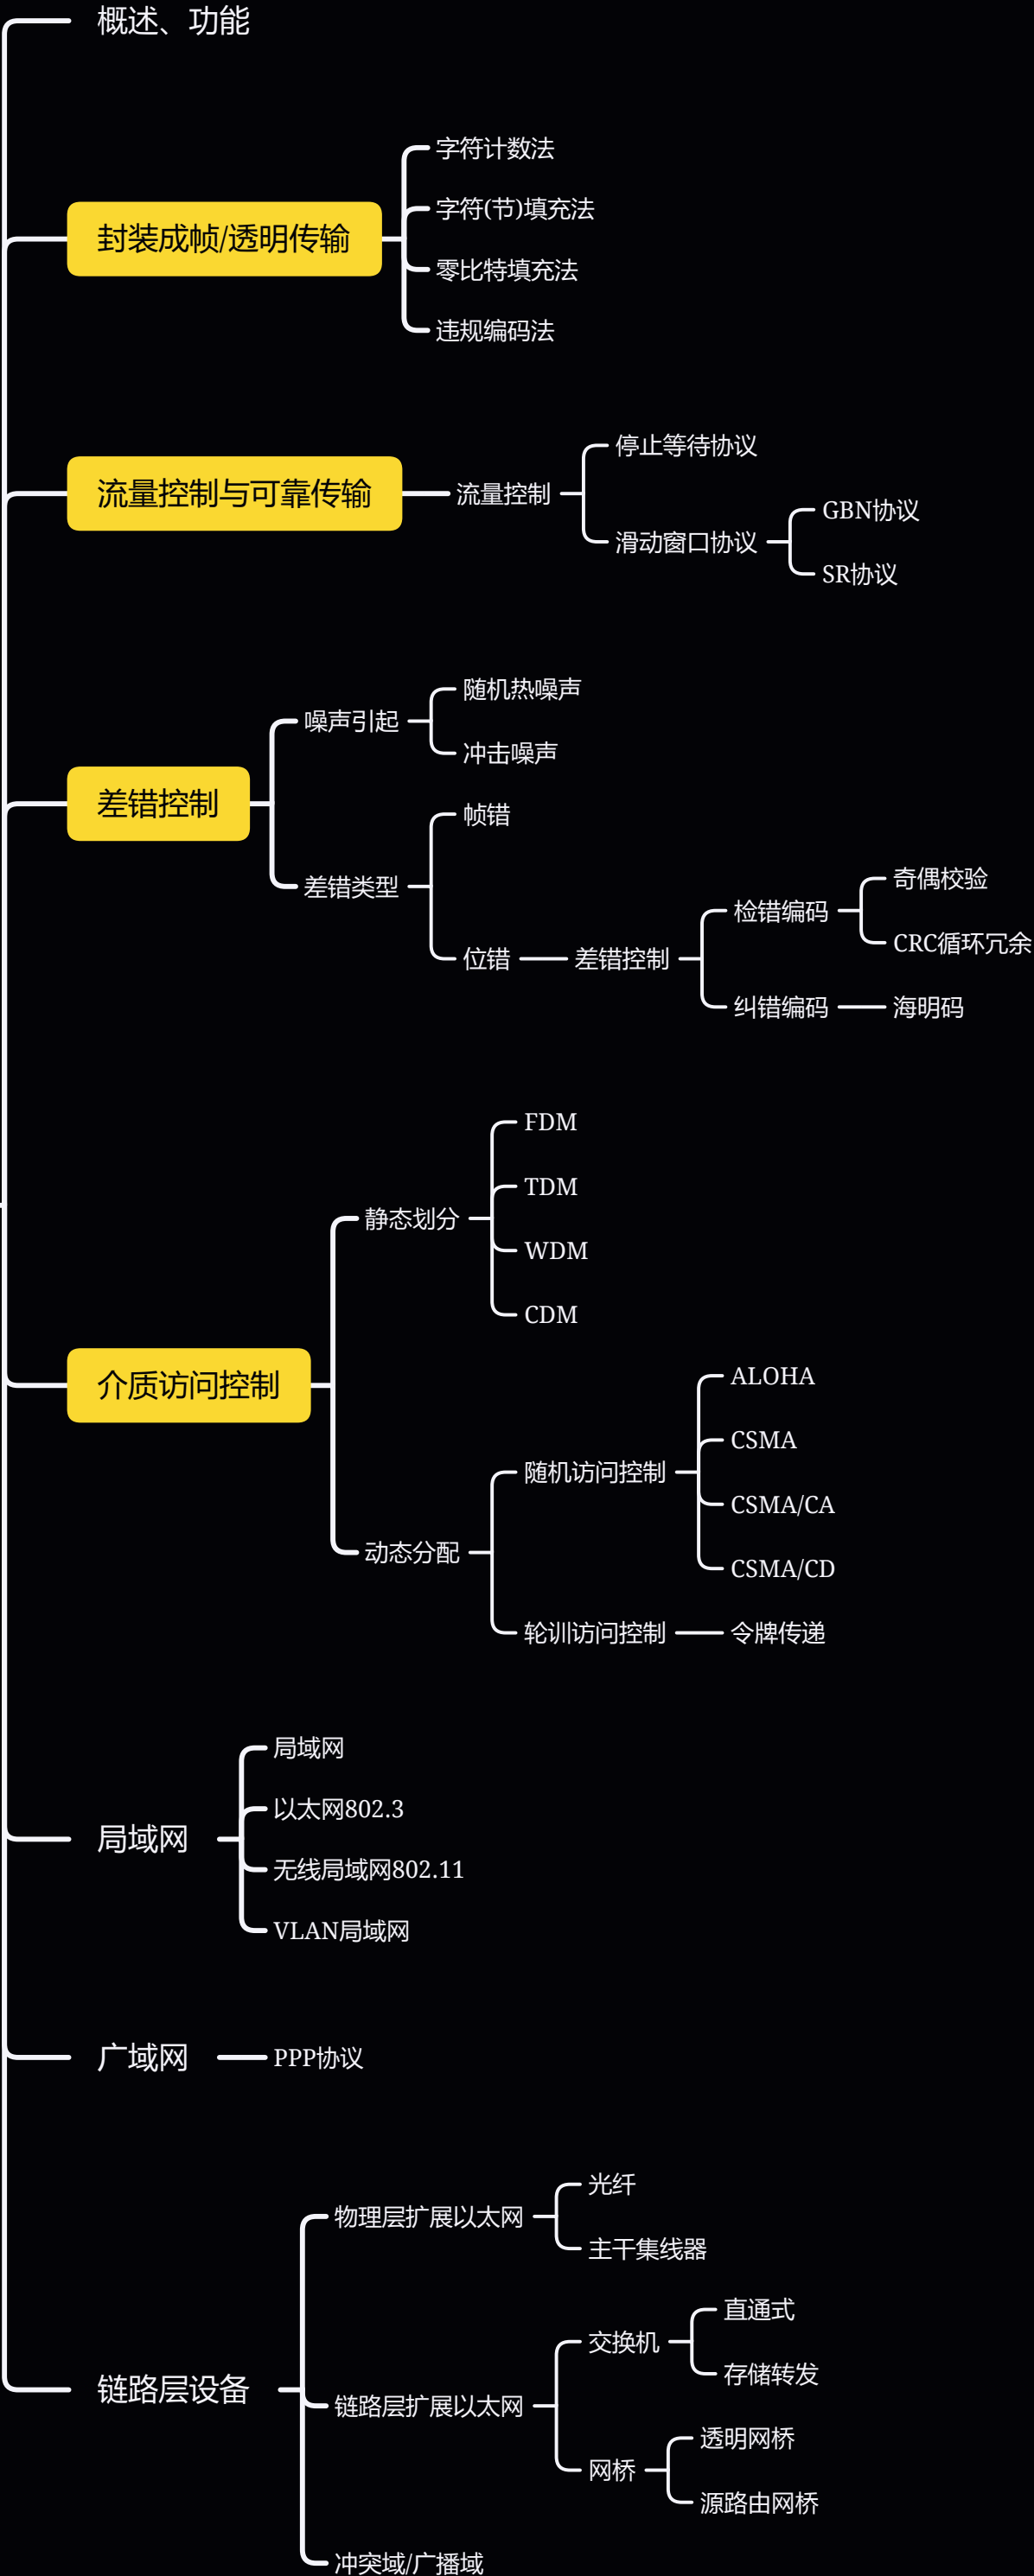 概述、功能
封装成帧/透明传输
字符计数法
字符(节)填充法
零比特填充法
违规编码法
流量控制与可靠传输
流量控制
停止等待协议
滑动窗口协议
GBN协议
SR协议
差错控制
噪声引起
随机热噪声
冲击噪声
差错类型
帧错
位错
差错控制
检错编码
奇偶校验
CRC循环冗余
纠错编码
海明码
介质访问控制
静态划分
FDM
TDM
WDM
CDM
动态分配
随机访问控制
ALOHA
CSMA
CSMA/CA
CSMA/CD
轮训访问控制
令牌传递
局域网
局域网
以太网802.3
无线局域网802.11
VLAN局域网
广域网
PPP协议
链路层设备
物理层扩展以太网
光纤
主干集线器
链路层扩展以太网
交换机
直通式
存储转发
网桥
透明网桥
源路由网桥
冲突域/广播域